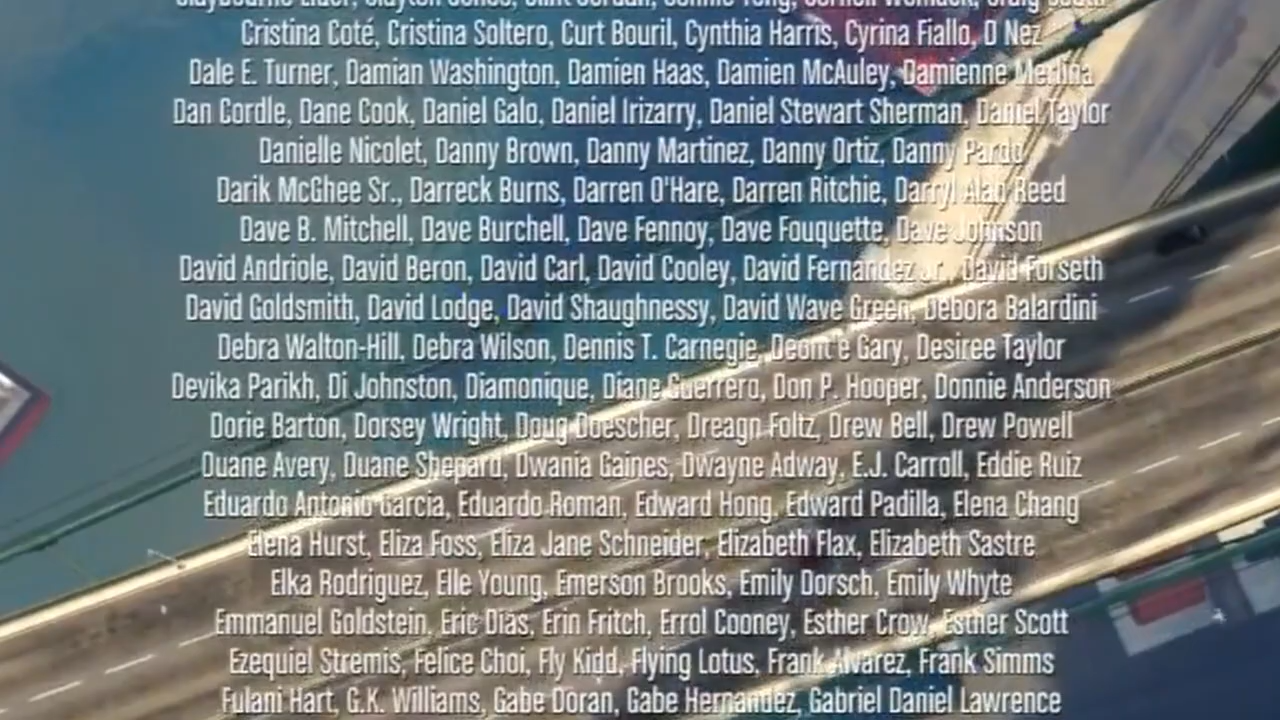 Cristina Coté, Cristina Soltero, Curt Bouril, Cynthia Harris, Cyrina Fiallo, D Nez
Dale E. Turner, Damian Washington, Damien Haas, Damien McAuley, Damienne Merlina
Dan Cordle, Dane Cook, Daniel Galo, Daniel Irizarry, Daniel Stewart Sherman, Daniel Taylor
Danielle Nicolet, Danny Brown, Danny Martinez, Danny Ortiz, Danny Pardo
Darik McGhee Sr., Darreck Burns, Darren O'Hare, Darren Ritchie, Darryl Alan Reed
Dave B. Mitchell, Dave Burchell, Dave Fennoy, Dave Fouquette, Dave Johnson
David Andriole, David Beron, David Carl, David Cooley, David Fernandez Jr., David Forseth
David Goldsmith, David Lodge, David Shaughnessy, David Wave Green, Debora Balardini
Debra Walton-Hill, Debra Wilson, Dennis T. Carnegie, Deont'e Gary, Desiree Taylor
Devika Parikh, Di Johnston, Diamonique, Diane Guerrero, Don P. Hooper, Donnie Anderson
Dorie Barton, Dorsey Wright, Doug Doescher, Dreagn Foltz, Drew Bell, Drew Powell
Duane Avery, Duane Shepard, Dwania Gaines, Dwayne Adway, E.J. Carroll, Eddie Ruiz
Eduardo Antonio Garcia, Eduardo Roman, Edward Hong, Edward Padilla, Elena Chang
Elena Hurst, Eliza Foss, Eliza Jane Schneider, Elizabeth Flax, Elizabeth Sastre
Elka Rodriguez, Elle Young, Emerson Brooks, Emily Dorsch, Emily Whyte
Emmanuel Goldstein, Eric Dias, Erin Fritch, Errol Cooney, Esther Crow, Esther Scott
Ezequiel Stremis, Felice Choi, Fly Kidd, Flying Lotus, Frank Alvarez, Frank Simms
Fulani Hart, G.K. Williams, Gabe Doran, Gabe Hernandez, Gabriel Daniel Lawrence